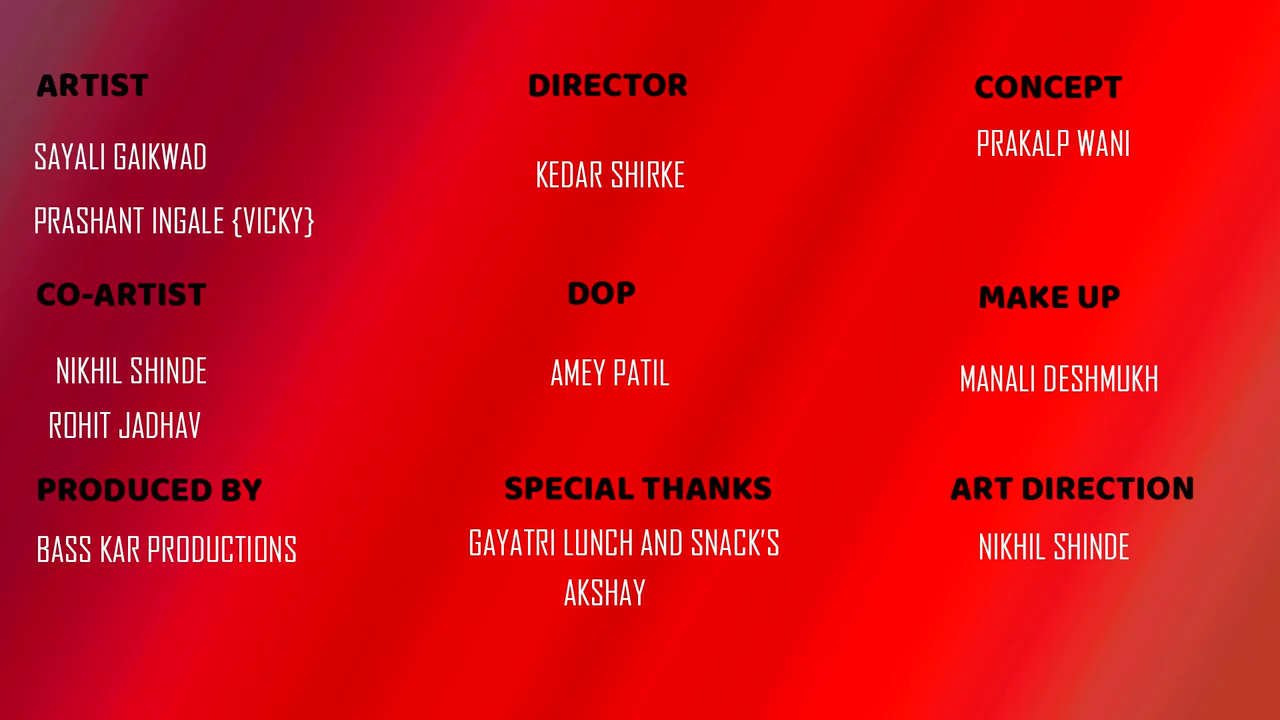 ARTIST
SAYALI GAIKWAD
PRASHANT INGALE {VICKY}
CO-ARTIST
NIKHIL SHINDE
ROHIT JADHAV
PRODUCED BY
BASS KAR PRODUCTIONS
DIRECTOR
KEDAR SHIRKE
DOP
AMEY PATIL
SPECIAL THANKS
GAYATRI LUNCH AND SNACK'S
AKSHAY
CONCEPT
PRAKALP WANI
MAKE UP
MANALI DESHMUKH
ART DIRECTION
NIKHIL SHINDE